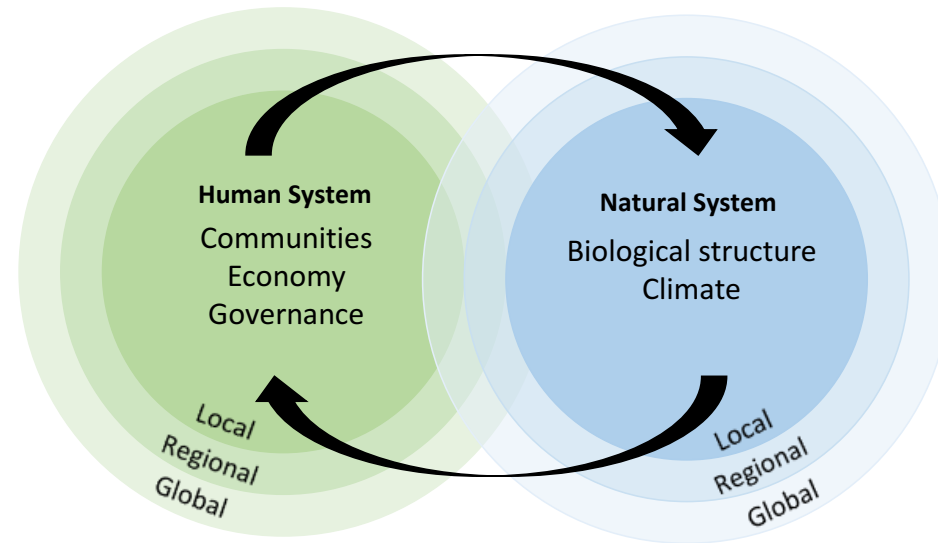 Human System
Communities
Economy
Governance
Local
Regional
Global
Natural System
Biological structure
Climate
Local
Regional
Global